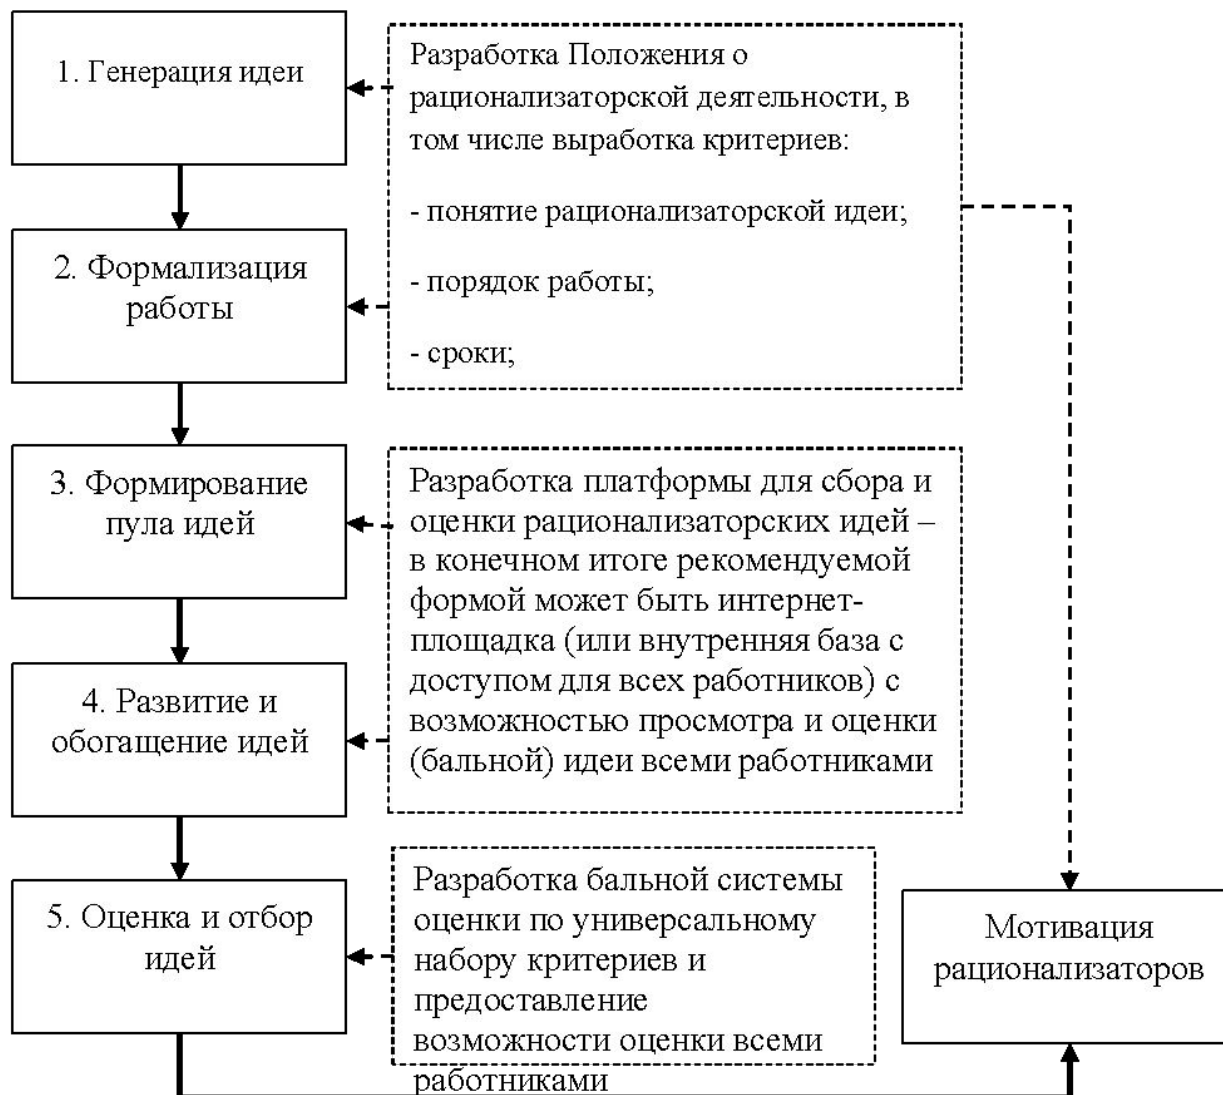 1. Генерация идеи
Разработка Положения о
рационализаторской деятельности, в
том числе выработка критериев:
- понятие рационализаторской идеи;
- порядок работы;
- сроки;
2. Формализация
работы
3. Формирование
пула идей
Разработка платформы для сбора и
оценки рационализаторских идей –
в конечном итоге рекомендуемой
формой может быть интернет-
площадка (или внутренняя база с
доступом для всех работников) с
возможностью просмотра и оценки
(бальной) идеи всеми работниками
4. Развитие и
обогащение идей
5. Оценка и отбор
идей
Разработка бальной системы
оценки по универсальному
набору критериев и
предоставление
возможности оценки всеми
работниками
Мотивация
рационализаторов